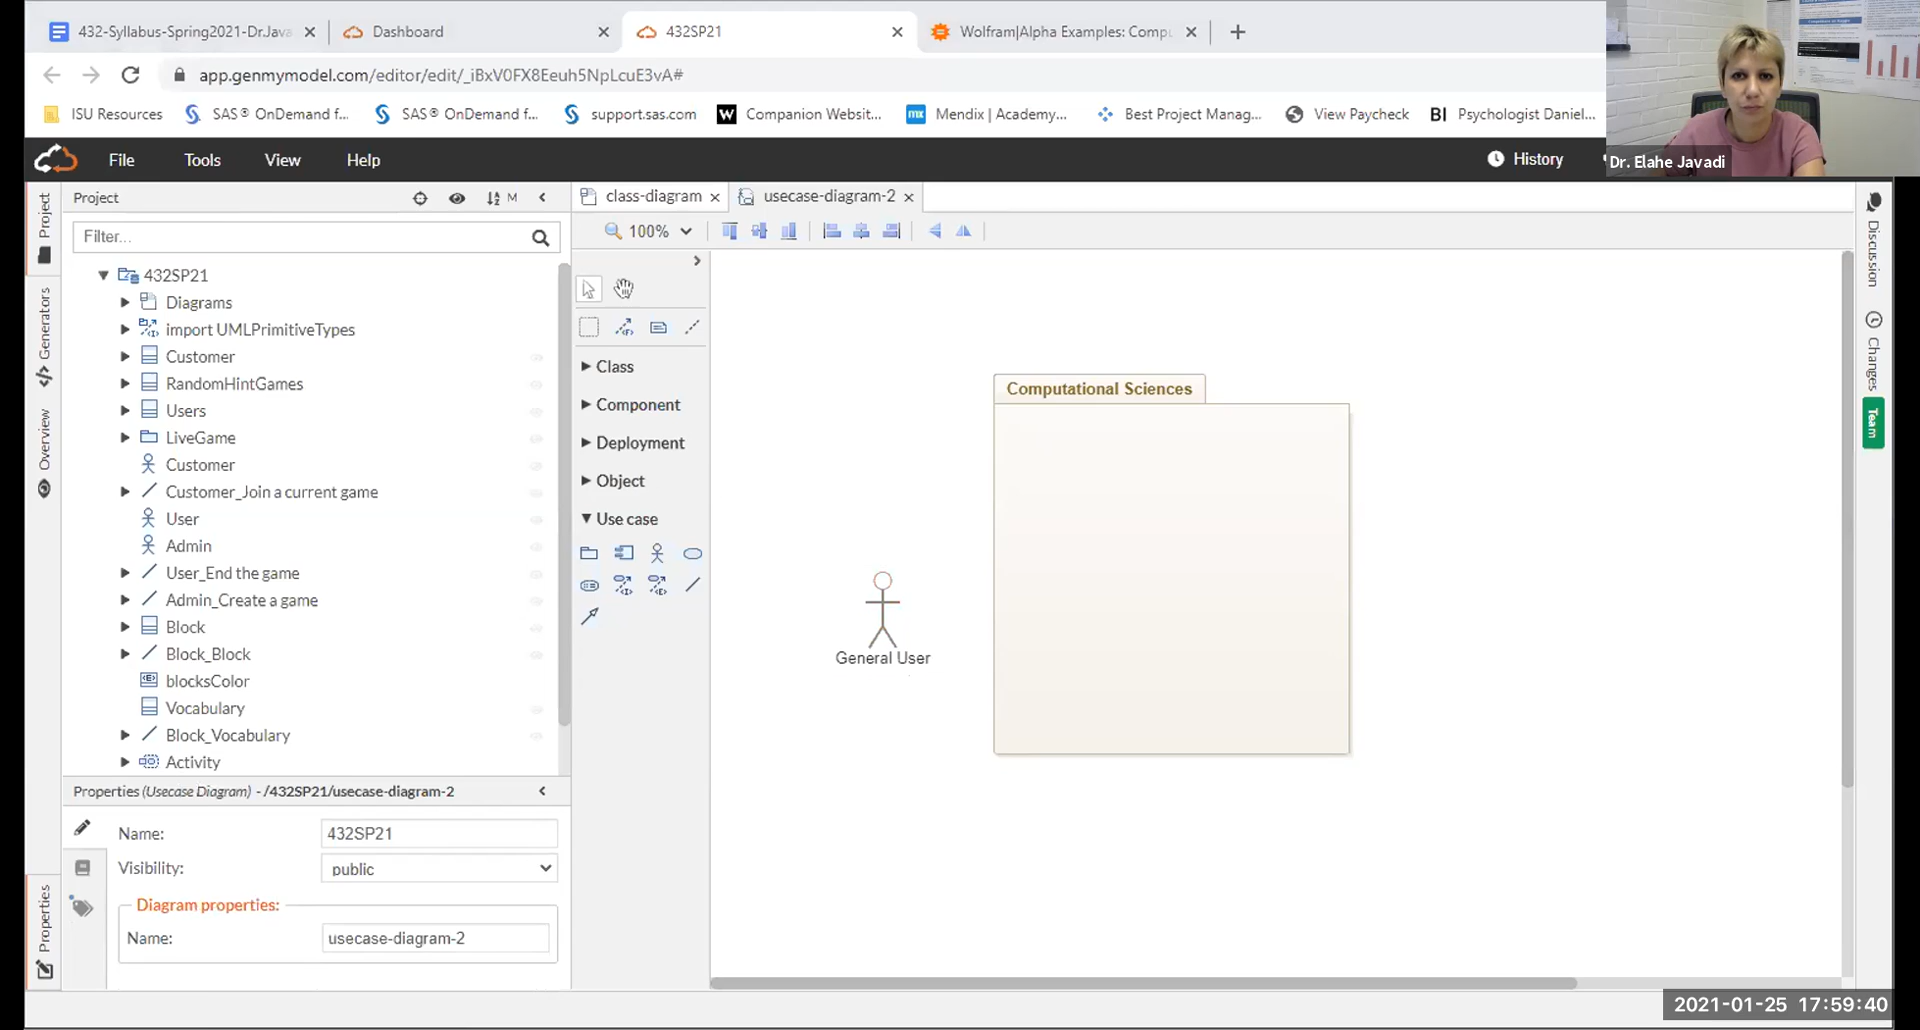 432-Syllabus-Spring2021-Dr.Java
Dashboard
432SP21
Wolfram|Alpha Examples: Compu
app.genmymodel.com/editor/edit/_iBxV0FX8Eeuh5NpLcuE3vA#
ISU Resources
SAS® OnDemand f...
SAS® OnDemand f...
support.sas.com
Companion Websit...
Mendix | Academy...
Best Project Manag...
View Paycheck
Psychologist Daniel...
File Tools View Help
History
Dr. Elahe Javadi
Project
Generators
Overview
Properties
Project
M
class-diagram
usecase-diagram-2
Filter...
100%
432SP21
Diagrams
import UMLPrimitiveTypes
Customer
RandomHintGames
Users
LiveGame
Customer
Customer_Join a current game
User
Admin
User_End the game
Admin_Create a game
Block
Block_Block
blocksColor
Vocabulary
Block_Vocabulary
Activity
Class
Component
Deployment
Object
Use case
Computational Sciences
General User
Discussion
Changes
Team
Properties (Usecase Diagram) - /432SP21/usecase-diagram-2
Name: 432SP21
Visibility: public
Diagram properties:
Name: usecase-diagram-2
2021-01-25 17:59:40